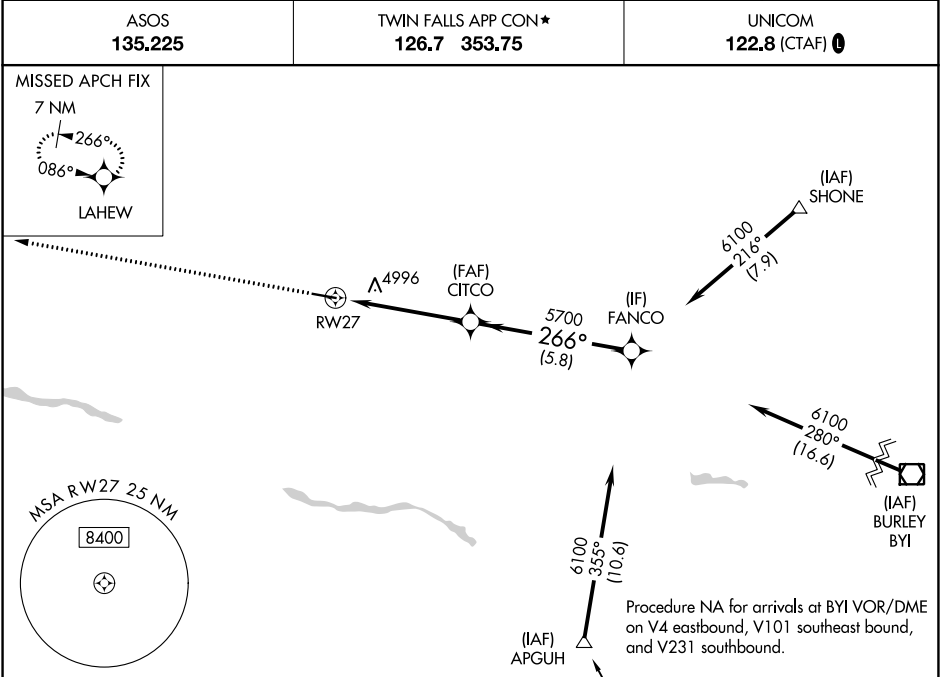 ASOS
135.225
TWIN FALLS APP CON★
126.7 353.75
UNICOM
122.8 (CTAF) L
MISSED APCH FIX
7 NM
266°
086°
LAHEW
(IAF)
SHONE
6100
216°
(7.9)
4996
(FAF)
CITCO
RW27
(IF)
FANCO
5700
266°
(5.8)
6100
280°
(16.6)
(IAF)
BURLEY
BYI
MSA RW27 25 NM
8400
6100
355°
(10.6)
(IAF)
APGUH
Procedure NA for arrivals at BYI VOR/DME
on V4 eastbound, V101 southeast bound,
and V231 southbound.